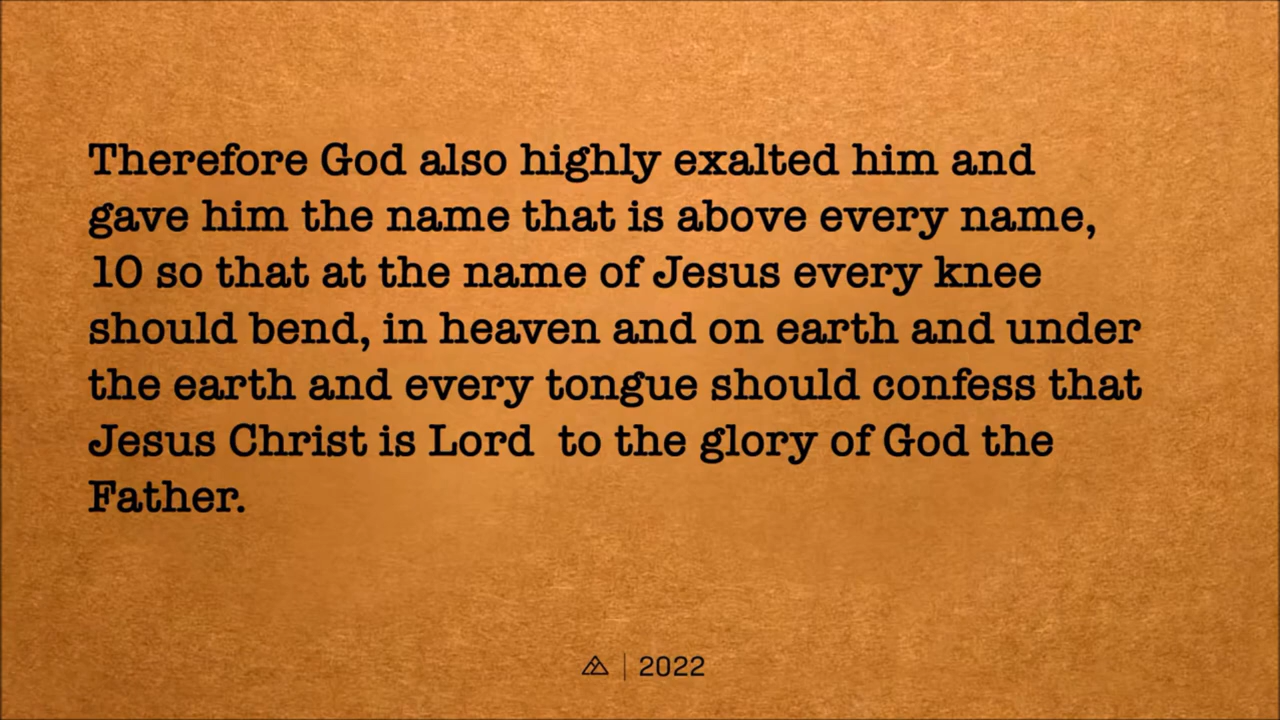 Therefore God also highly exalted him and
gave him the name that is above every name,
10 so that at the name of Jesus every knee
should bend, in heaven and on earth and under
the earth and every tongue should confess that
Jesus Christ is Lord  to the glory of God the
Father.
| 2022